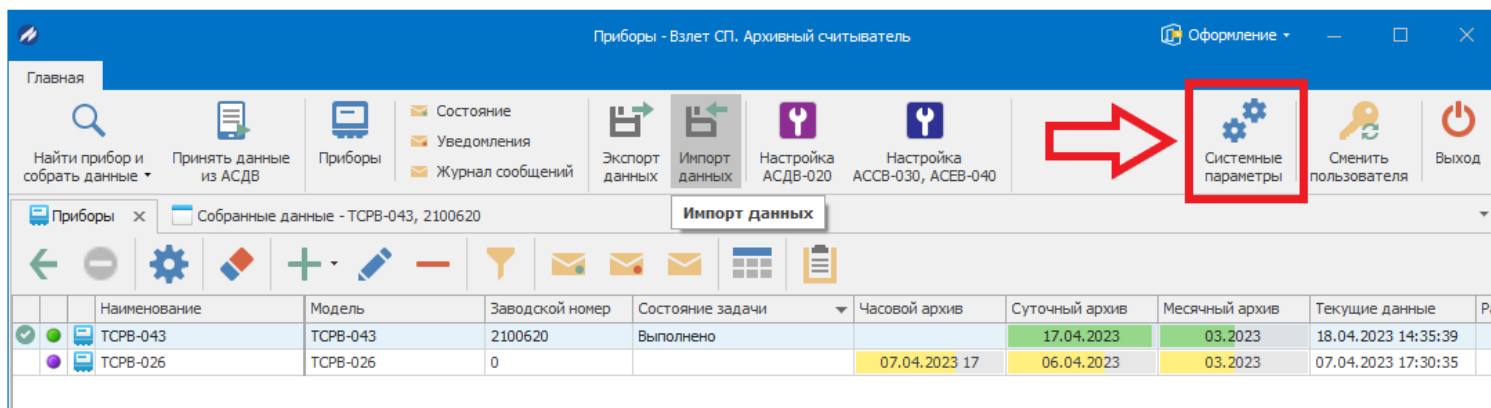 Приборы - Взлет СП. Архивный считыватель
Оформление
Главная
Найти прибор и
собрать данные
Принять данные
из АСДВ
Приборы
Состояние
Уведомления
Журнал сообщений
Экспорт
данных
Импорт
данных
Настройка
АСДВ-020
Настройка
АССВ-030, АСЕВ-040
Системные
параметры
Сменить
пользователя
Выход
Приборы
Собранные данные - ТСРВ-043, 2100620
Импорт данных
Наименование Модель Заводской номер Состояние задачи Часовой архив Суточный архив Месячный архив Текущие данные
ТСРВ-043 ТСРВ-043 2100620 Выполнено 17.04.2023 03.2023 18.04.2023 14:35:39
ТСРВ-026 ТСРВ-026 0 07.04.2023 17 06.04.2023 03.2023 07.04.2023 17:30:35